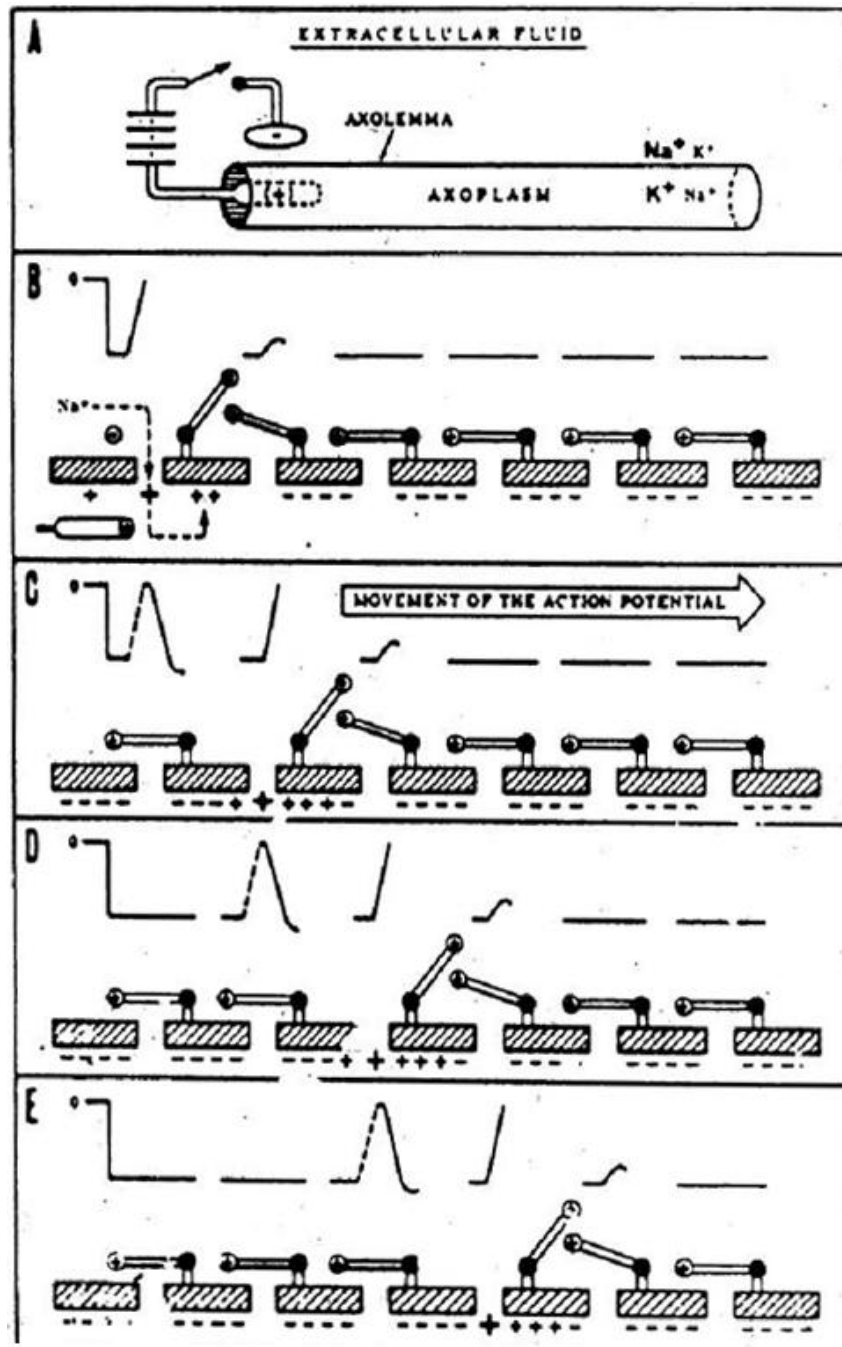 A
EXTRACELLULAR FLUID
AXOLEMMA
Na⁺ K⁺
AXOPLASM
K⁺ Na⁺
B
Na⁺
C
MOVEMENT OF THE ACTION POTENTIAL
D
E